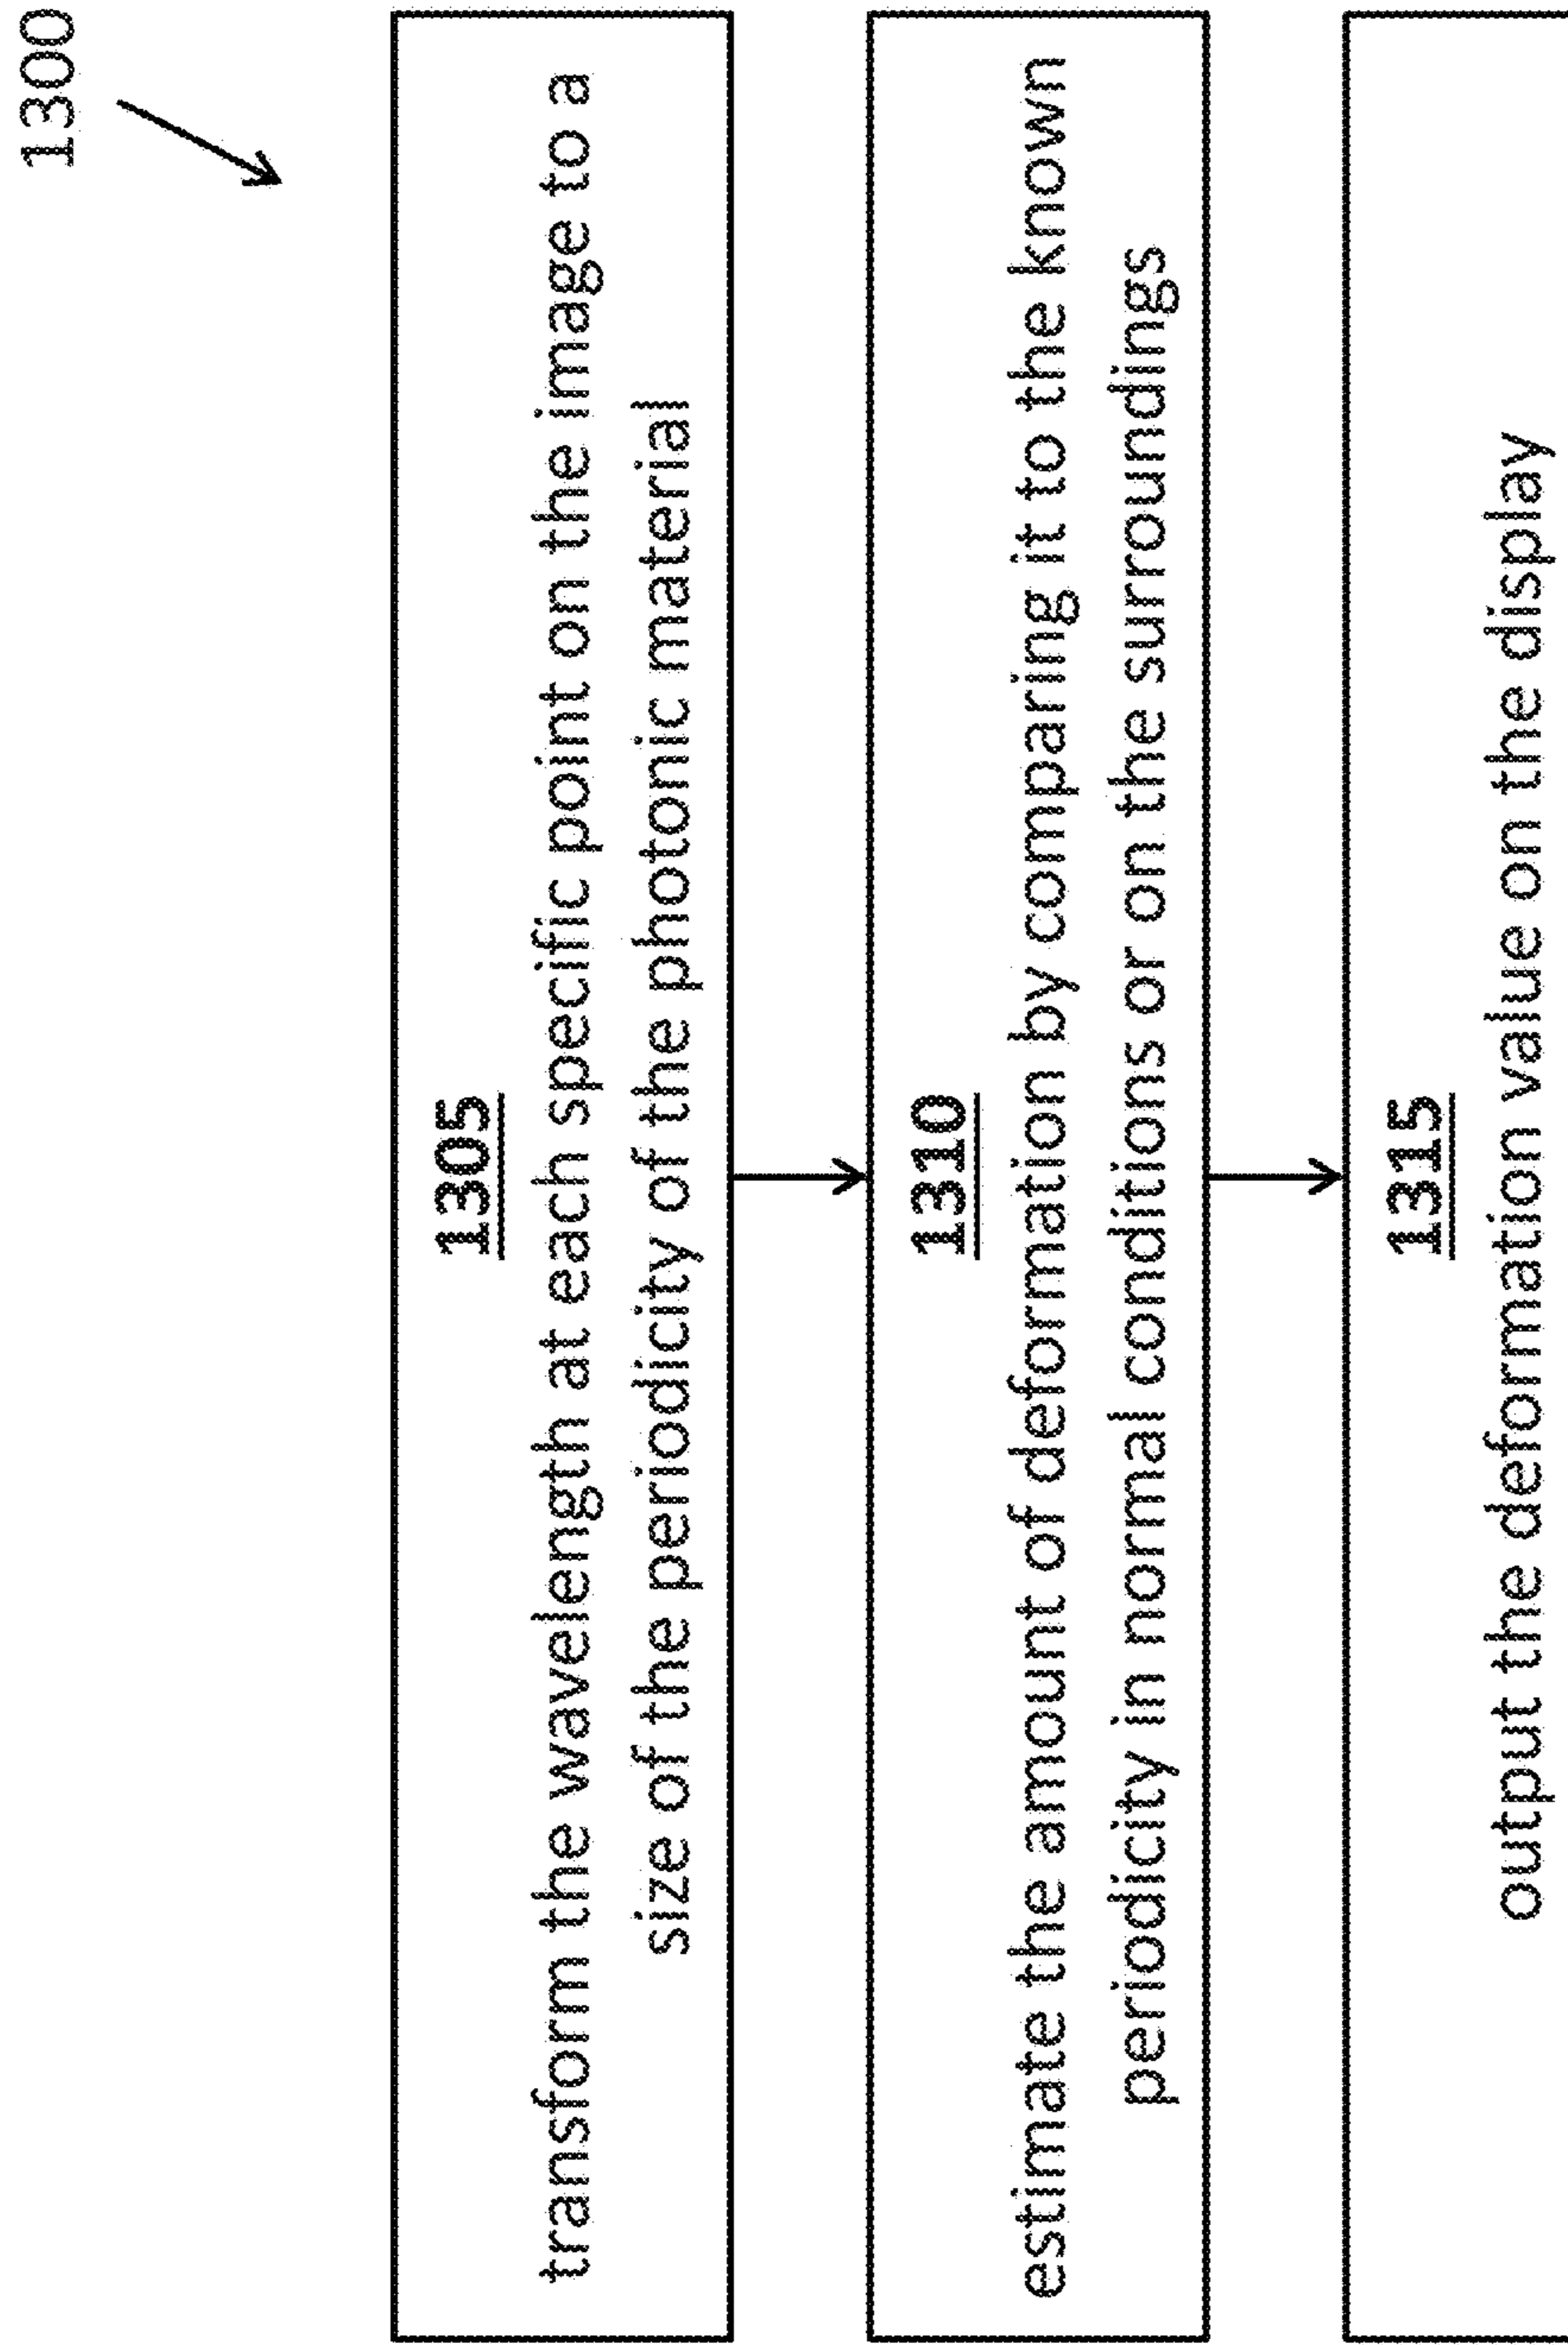 1300
1305
transform the wavelength at each specific point on the image to a
size of the periodicity of the photonic material
1310
estimate the amount of deformation by comparing it to the known
periodicity in normal conditions or on the surroundings
1315
output the deformation value on the display